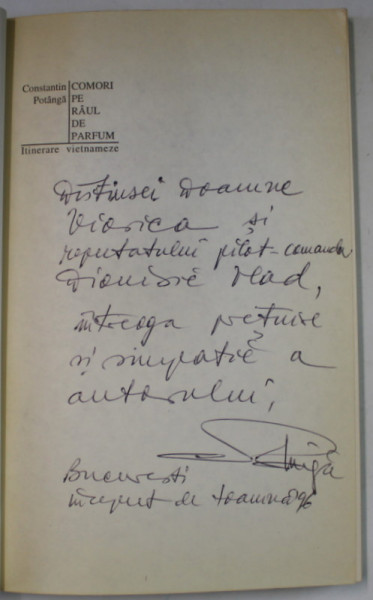 Constantin
Potângă
COMORI
PE
RÂUL
DE
PARFUM
Itinerare vietnameze
Distinsei Doamne
Viorica și
reputatului pilot-comandor
Dionisie Vlad,
întreaga prețuire
și simpatie a
autorului,
București
început de toamnă 96